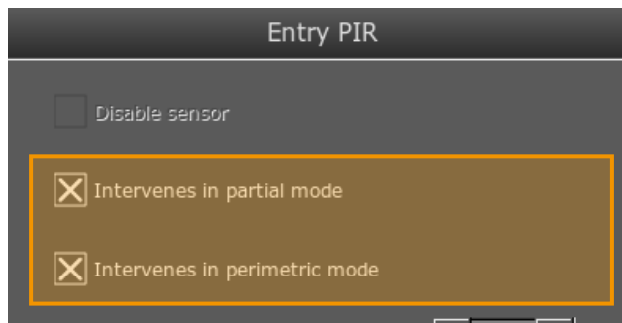 Entry PIR
Disable sensor
Intervenes in partial mode
Intervenes in perimetric mode